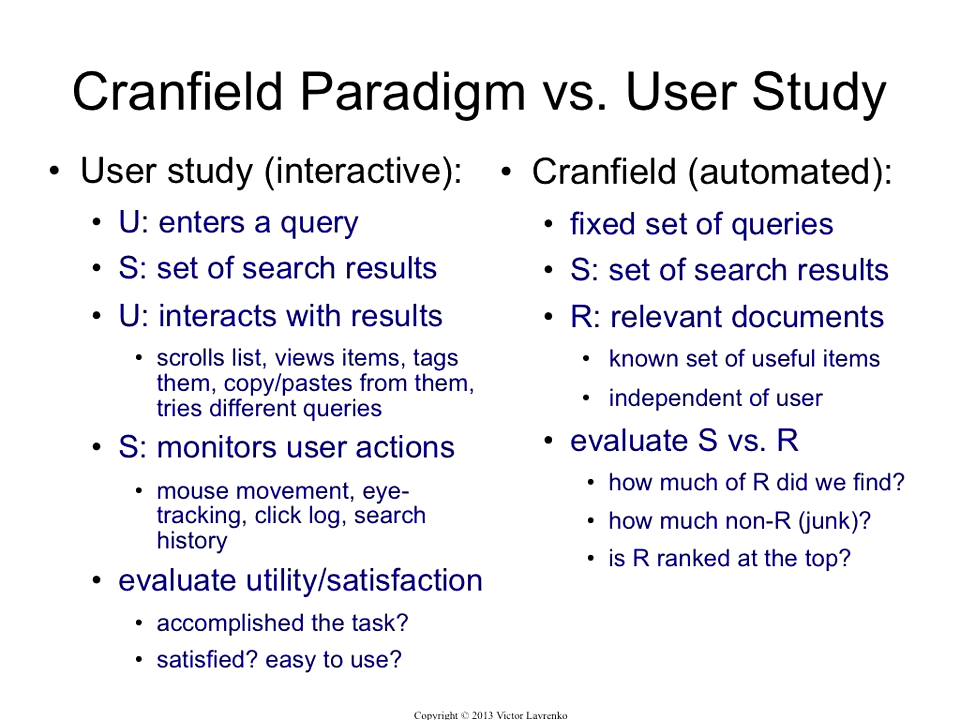 Cranfield Paradigm vs. User Study
• User study (interactive):
• U: enters a query
• S: set of search results
• U: interacts with results
• scrolls list, views items, tags
them, copy/pastes from them,
tries different queries
• S: monitors user actions
• mouse movement, eye-
tracking, click log, search
history
• evaluate utility/satisfaction
• accomplished the task?
• satisfied? easy to use?
• Cranfield (automated):
• fixed set of queries
• S: set of search results
• R: relevant documents
• known set of useful items
• independent of user
• evaluate S vs. R
• how much of R did we find?
• how much non-R (junk)?
• is R ranked at the top?
Copyright © 2013 Victor Lavrenko